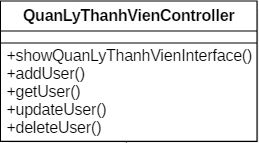 QuanLyThanhVienController
+showQuanLyThanhVienInterface()
+addUser()
+getUser()
+updateUser()
+deleteUser()